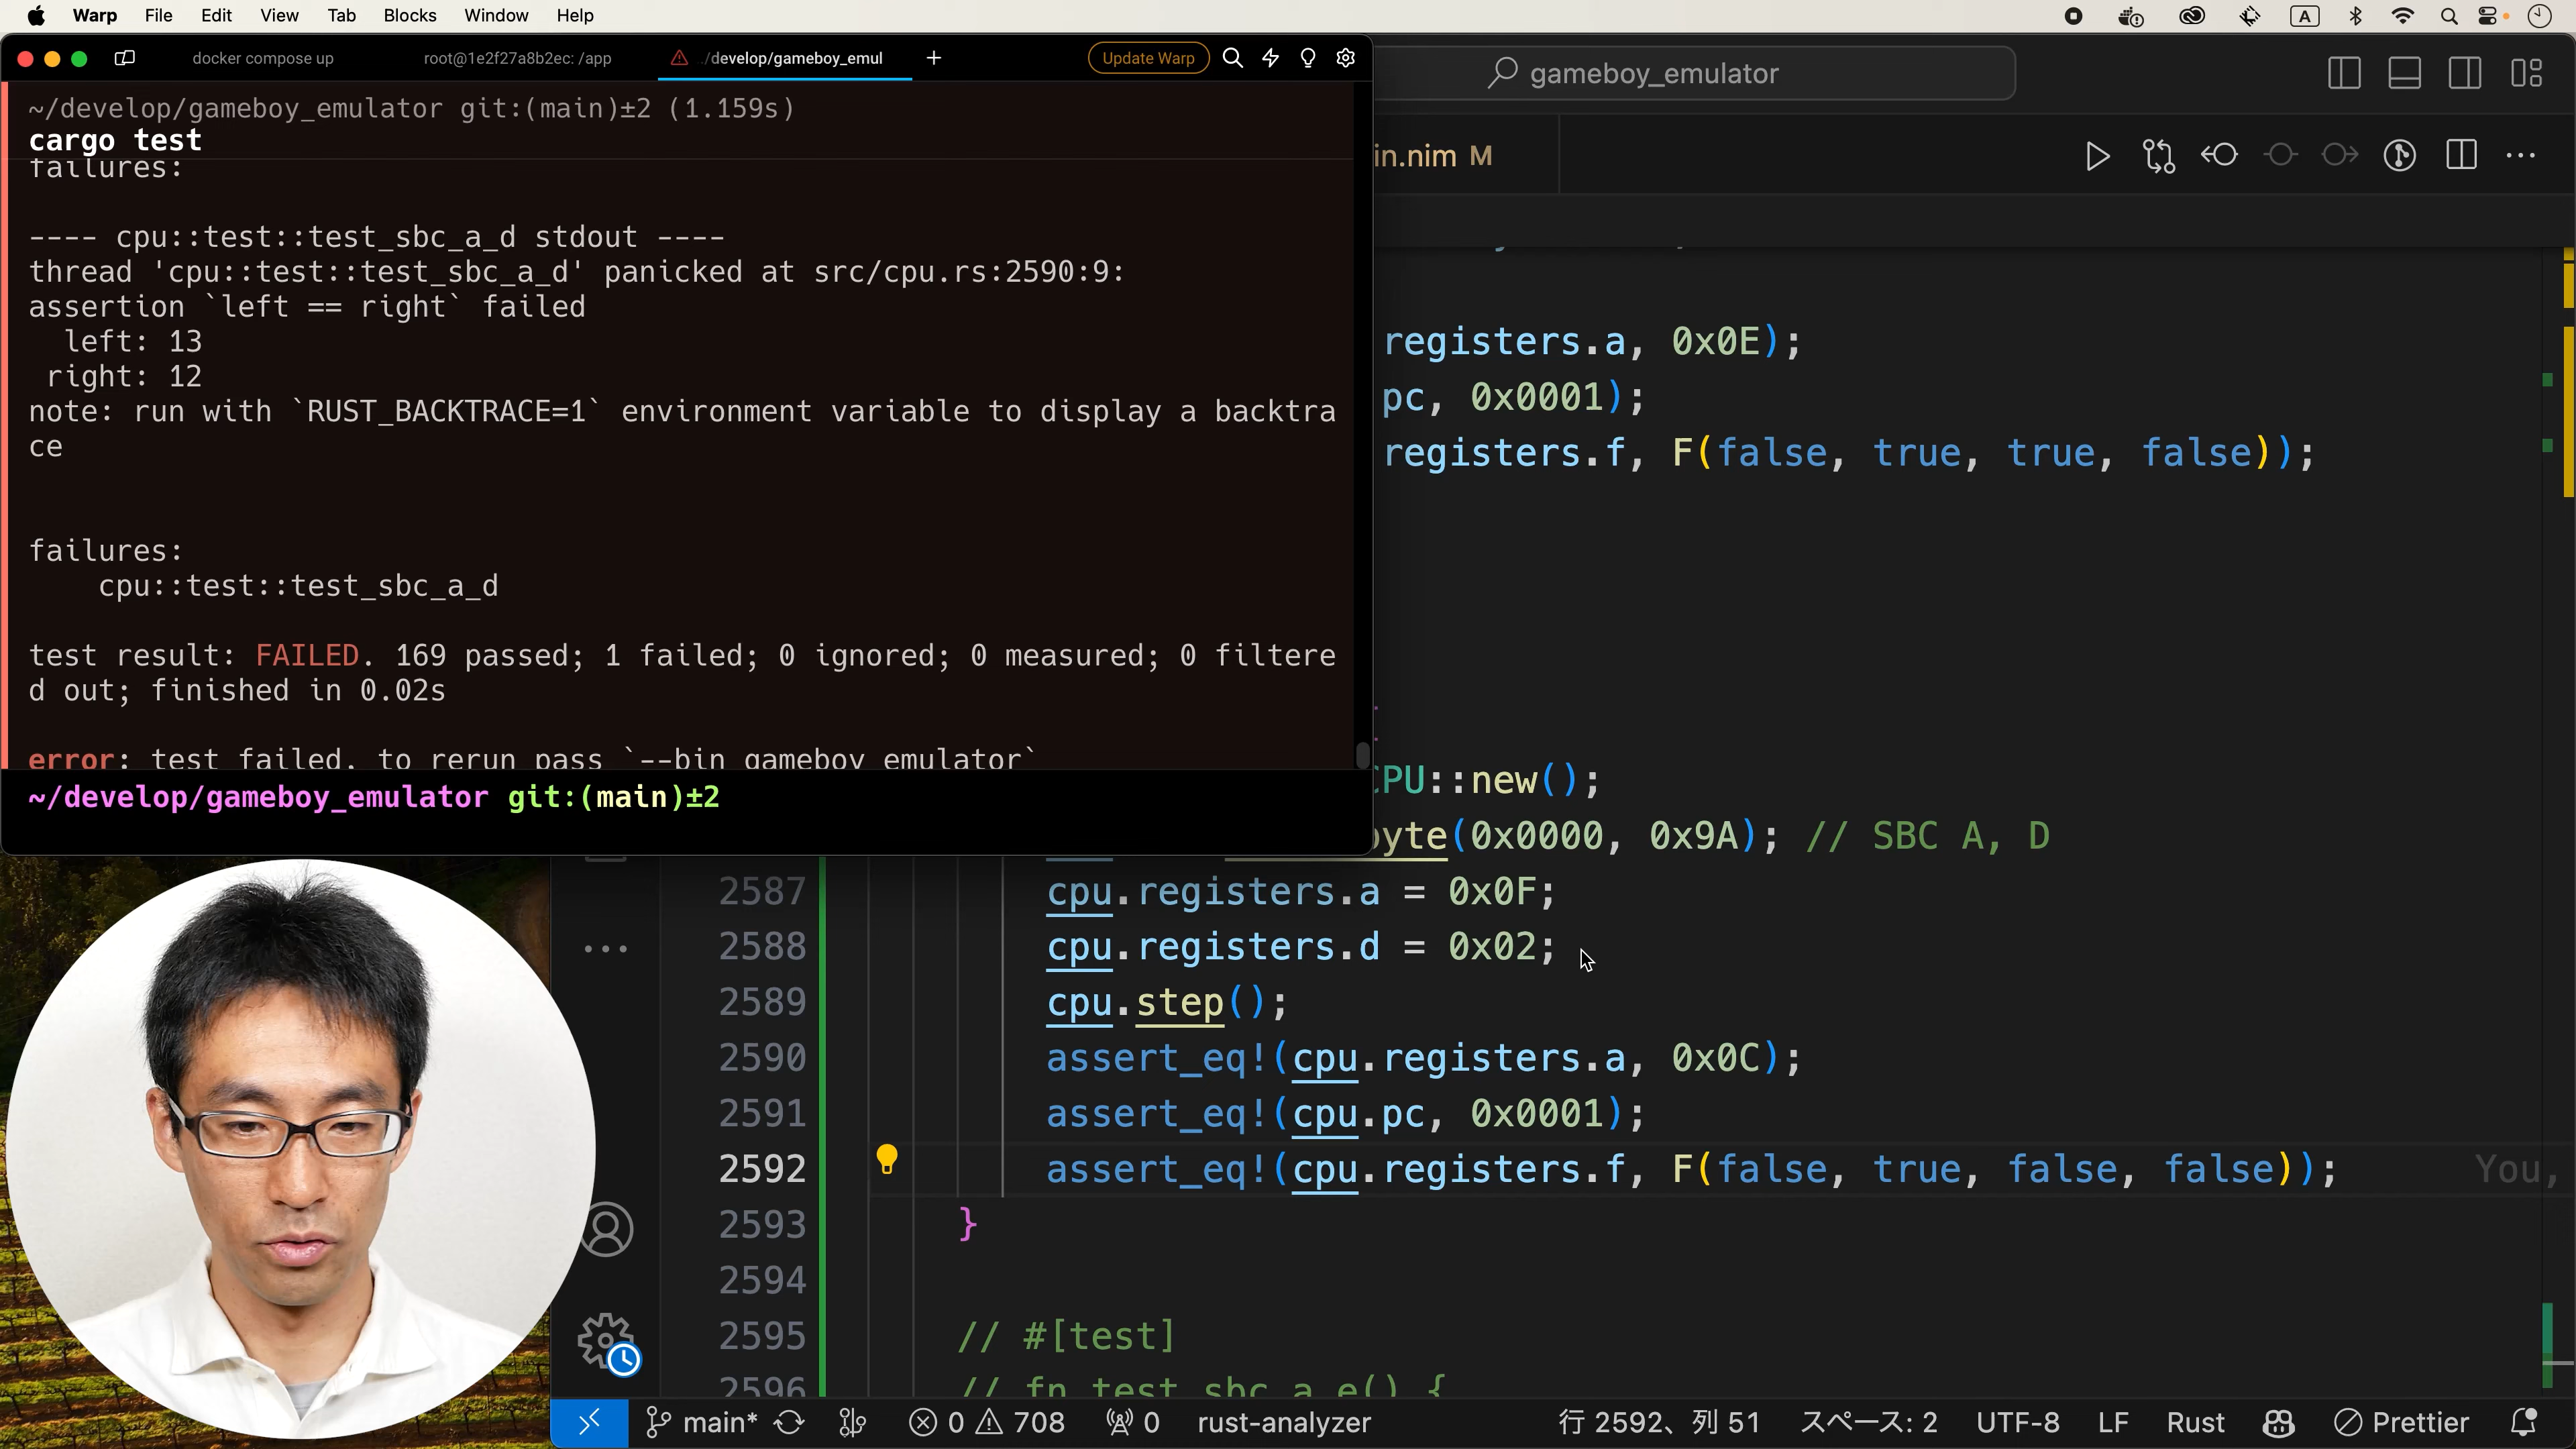 Warp File Edit View Tab Blocks Window Help
A
docker compose up
root@1e2f27a8b2ec: /app
./develop/gameboy_emul
Update Warp
gameboy_emulator
~/develop/gameboy_emulator git:(main)±2 (1.159s)
cargo test
failures:
---- cpu::test::test_sbc_a_d stdout ----
thread 'cpu::test::test_sbc_a_d' panicked at src/cpu.rs:2590:9:
assertion `left == right` failed
left: 13
right: 12
note: run with `RUST_BACKTRACE=1` environment variable to display a backtra
ce
failures:
cpu::test::test_sbc_a_d
test result: FAILED. 169 passed; 1 failed; 0 ignored; 0 measured; 0 filtere
d out; finished in 0.02s
error: test failed, to rerun pass `--bin gameboy_emulator`
~/develop/gameboy_emulator git:(main)±2
in.nim M
registers.a, 0x0E);
pc, 0x0001);
registers.f, F(false, true, true, false));
CPU::new();
byte(0x0000, 0x9A); // SBC A, D
2587 cpu.registers.a = 0x0F;
2588 cpu.registers.d = 0x02;
2589 cpu.step();
2590 assert_eq!(cpu.registers.a, 0x0C);
2591 assert_eq!(cpu.pc, 0x0001);
2592 assert_eq!(cpu.registers.f, F(false, true, false, false)); You,
2593 }
2594
2595 // #[test]
2596 // fn test_sbc_a_e() {
main* 0 708 0 rust-analyzer 行 2592、列 51 スペース: 2 UTF-8 LF Rust Prettier